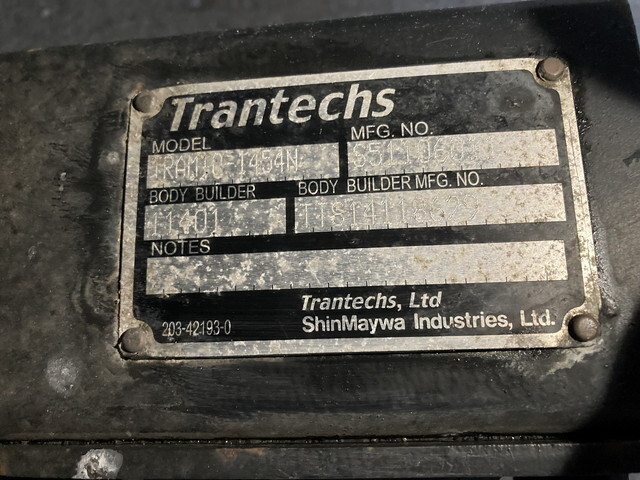 Trantechs
MODEL MFG. NO.
BODY BUILDER BODY BUILDER MFG. NO.
11401
NOTES
Trantechs, Ltd
203-42193-0 ShinMaywa Industries, Ltd.